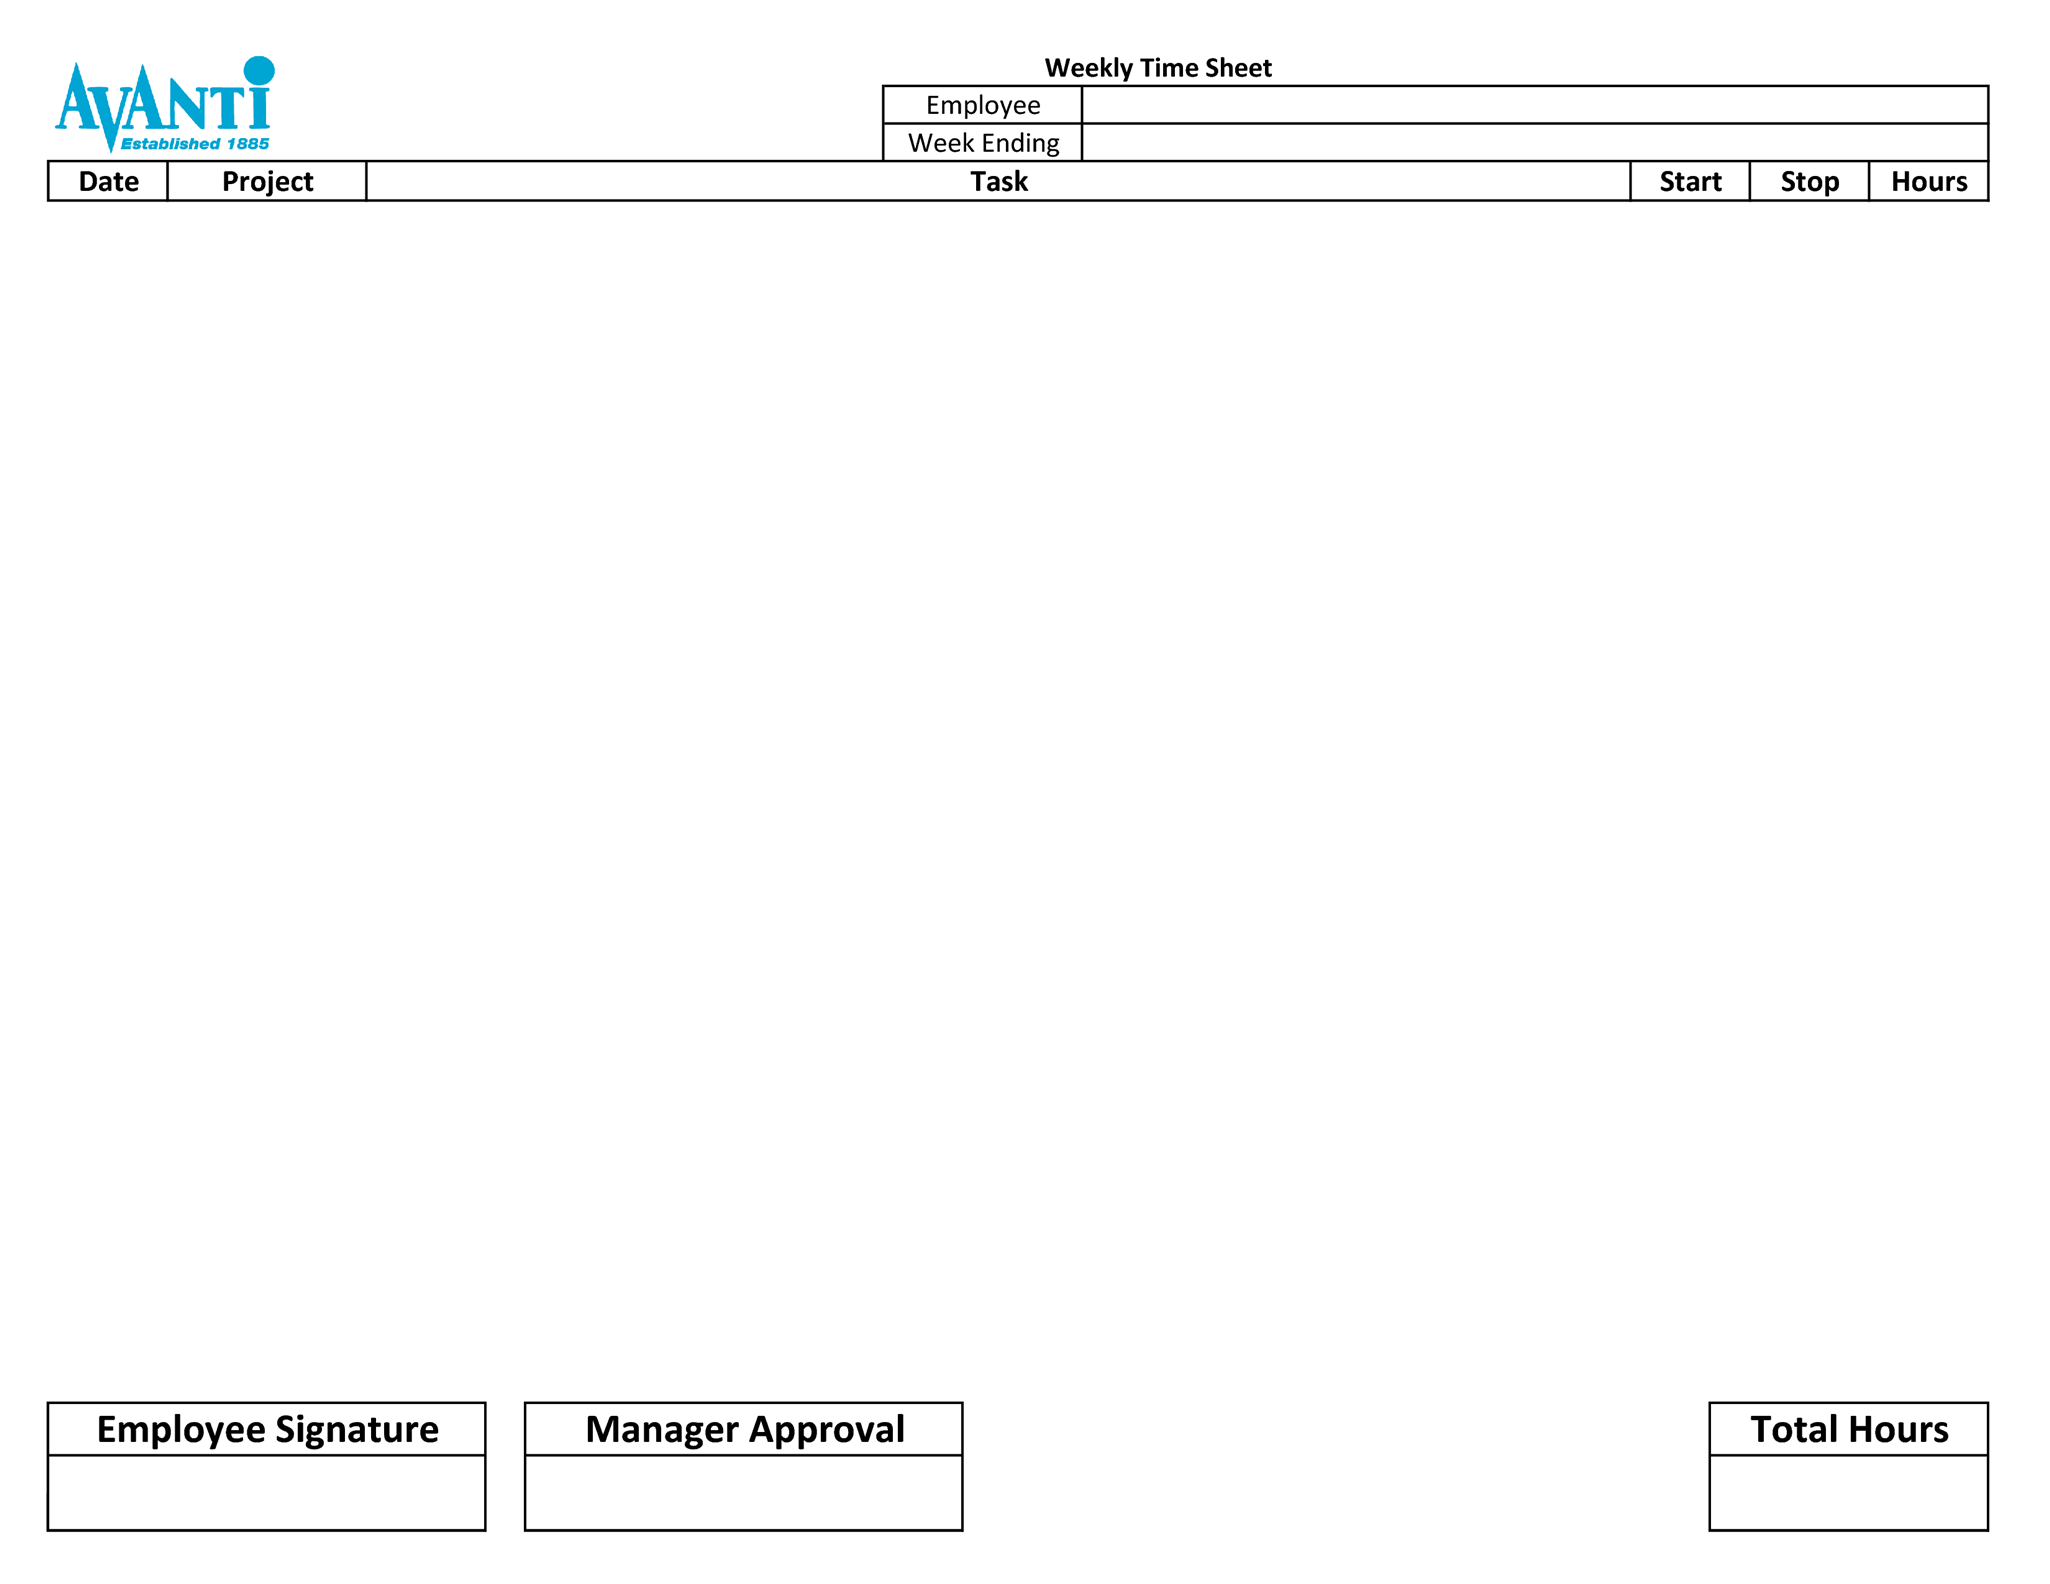 AVANTi
Established 1885
Weekly Time Sheet
Employee
Week Ending
Date Project Task Start Stop Hours
Employee Signature Manager Approval Total Hours